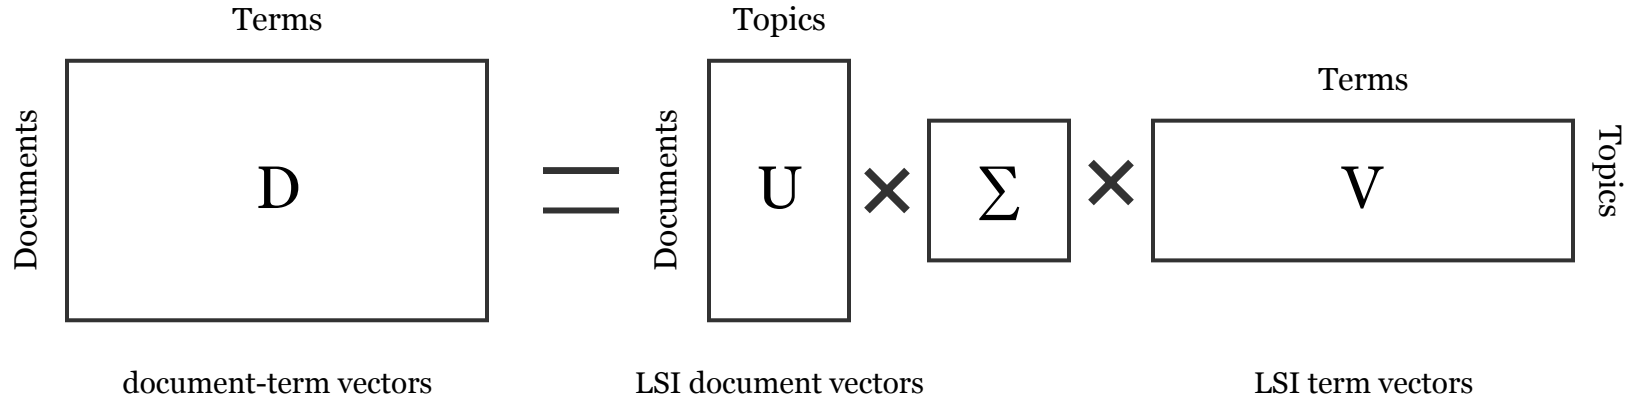 Terms
Documents
D
=
Topics
Documents
U
×
Σ
×
Terms
V
Topics
document-term vectors
LSI document vectors
LSI term vectors